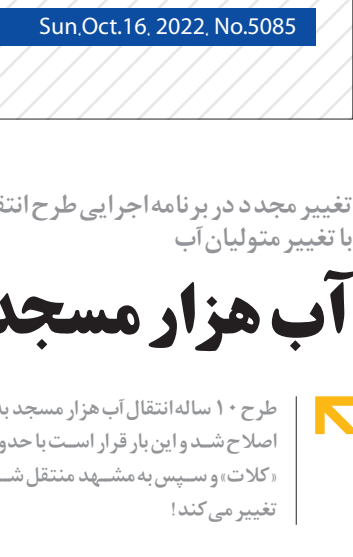 Sun,Oct.16, 2022, No.5085
تغییر مجدد در برنامه اجرایی طرح
با تغییر متولیان آب
آب هزار مسجد
طرح ۱۰ ساله انتقال آب هزار مسجد
اصلاح شد و این بار قرار است با
«کلات» و سپس به مشهد منتقل
تغییر می‌کند!